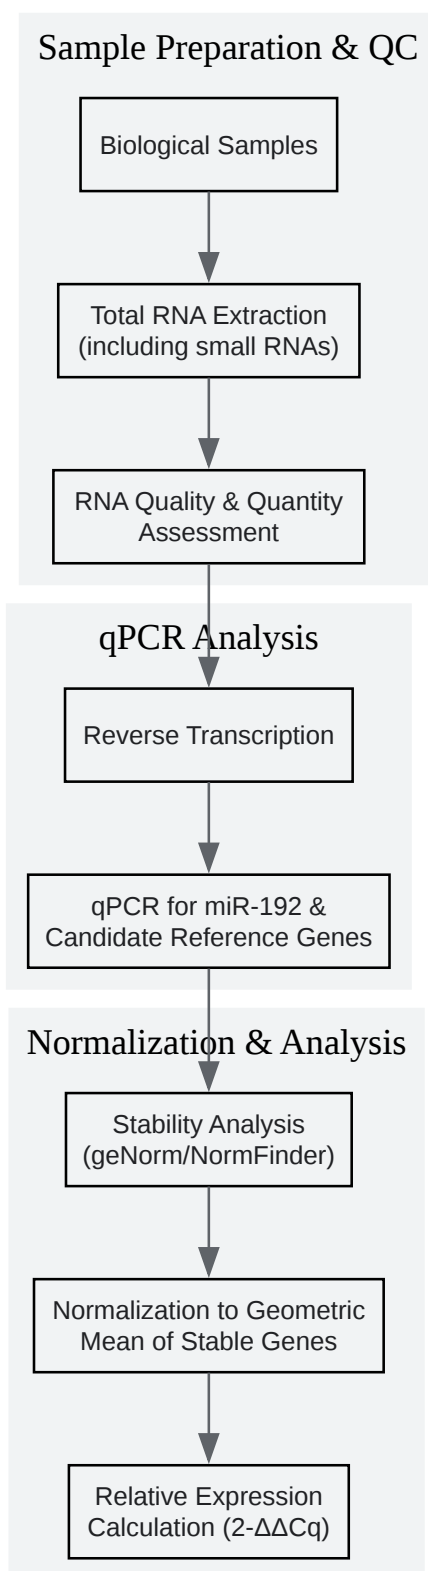 Sample Preparation & QC
Biological Samples
Total RNA Extraction
(including small RNAs)
RNA Quality & Quantity
Assessment
qPCR Analysis
Reverse Transcription
qPCR for miR-192 &
Candidate Reference Genes
Normalization & Analysis
Stability Analysis
(geNorm/NormFinder)
Normalization to Geometric
Mean of Stable Genes
Relative Expression
Calculation (2-ΔΔCq)